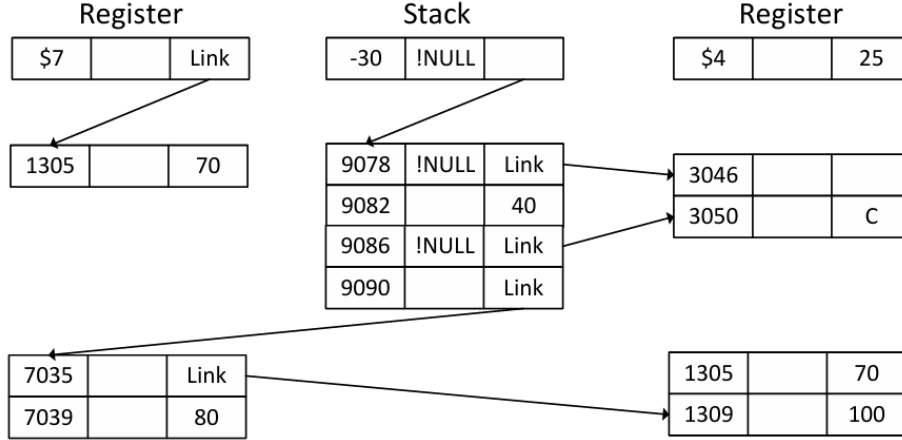 Register Stack Register
$7 Link -30 !NULL $4 25
1305 70 9078 !NULL Link 3046
9082 40 3050 C
9086 !NULL Link
9090 Link
7035 Link 1305 70
7039 80 1309 100